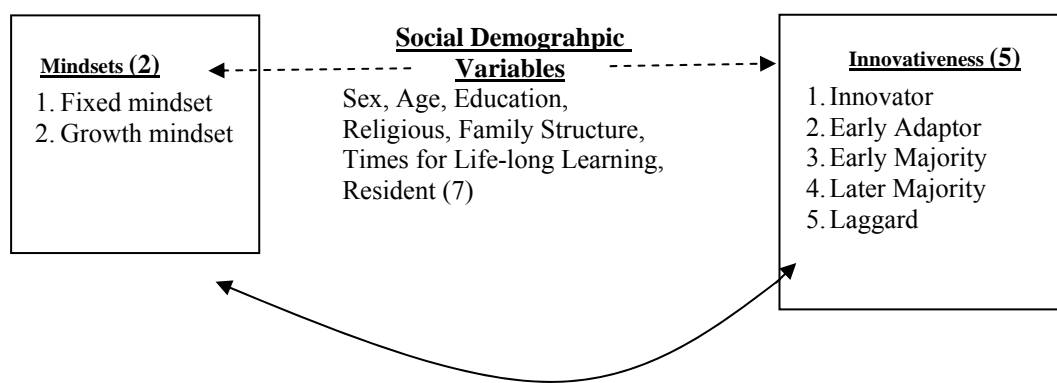 Mindsets (2)
1. Fixed mindset
2. Growth mindset
Social Demograhpic
Variables
Sex, Age, Education,
Religious, Family Structure,
Times for Life-long Learning,
Resident (7)
Innovativeness (5)
1. Innovator
2. Early Adaptor
3. Early Majority
4. Later Majority
5. Laggard